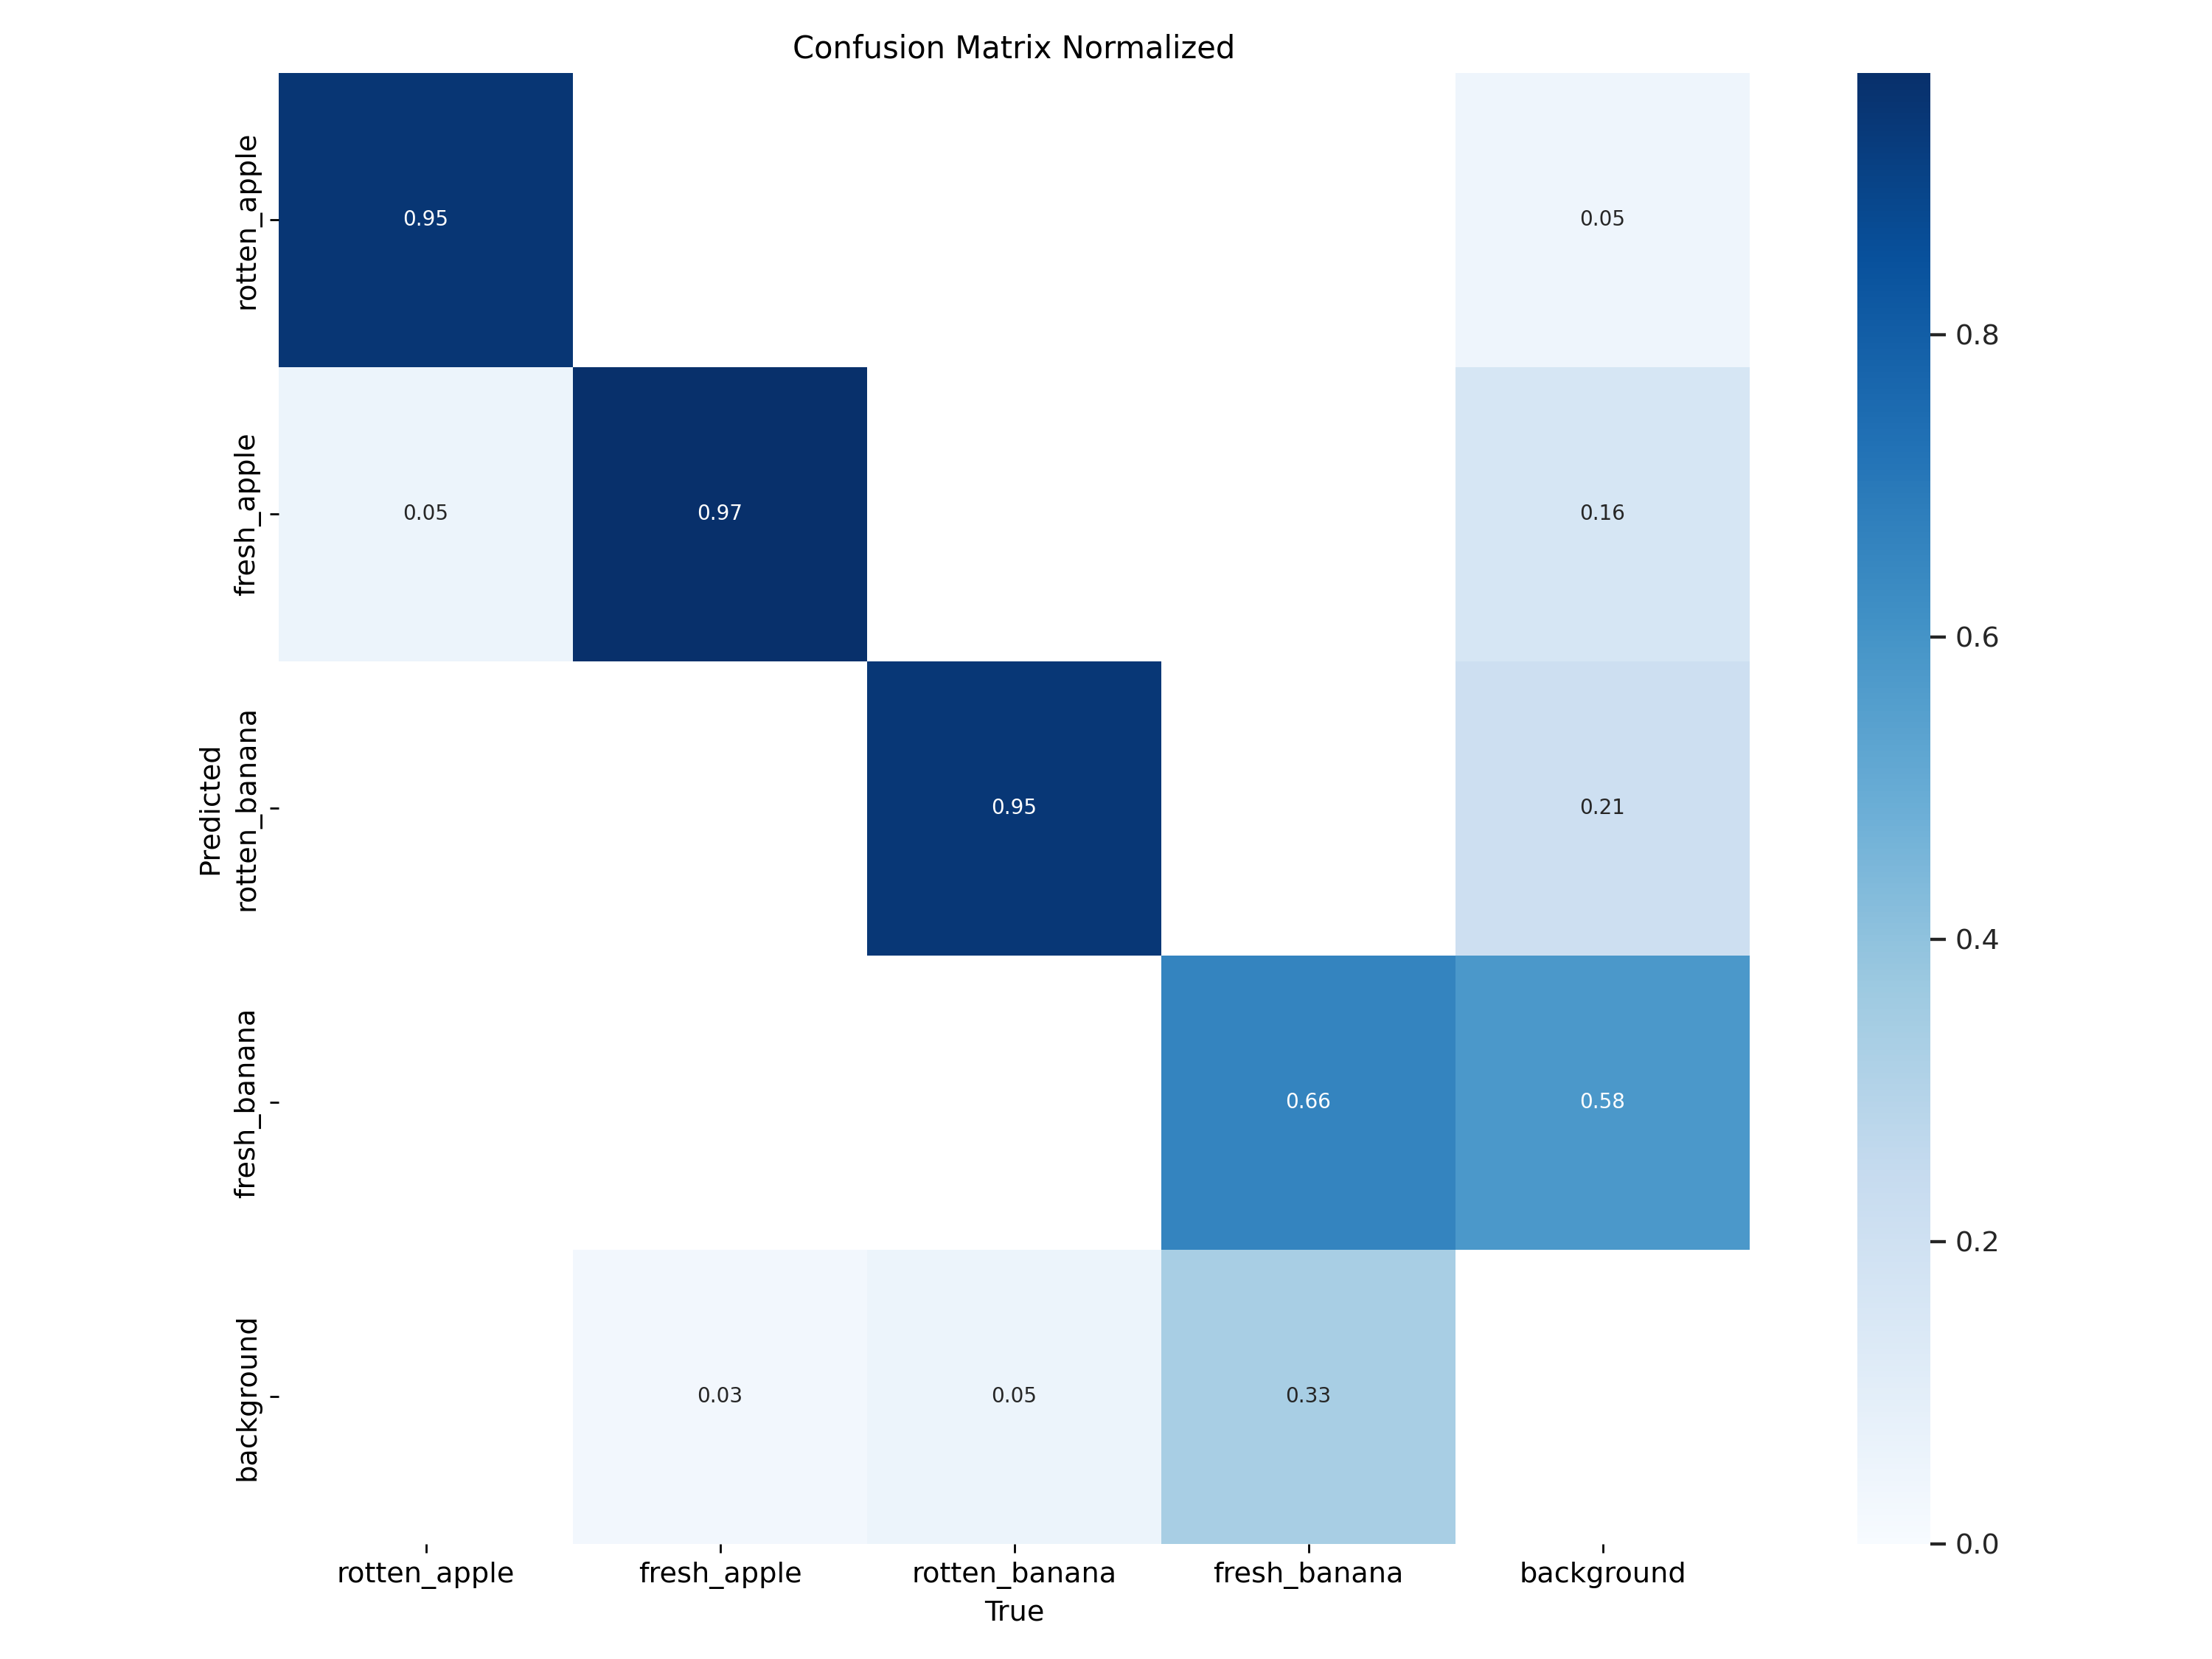 Confusion Matrix Normalized
Predicted
rotten_apple
0.95
0.05
fresh_apple
0.05
0.97
0.16
rotten_banana
0.95
0.21
fresh_banana
0.66
0.58
background
0.03
0.05
0.33
rotten_apple
fresh_apple
rotten_banana
fresh_banana
background
True
0.8
0.6
0.4
0.2
0.0